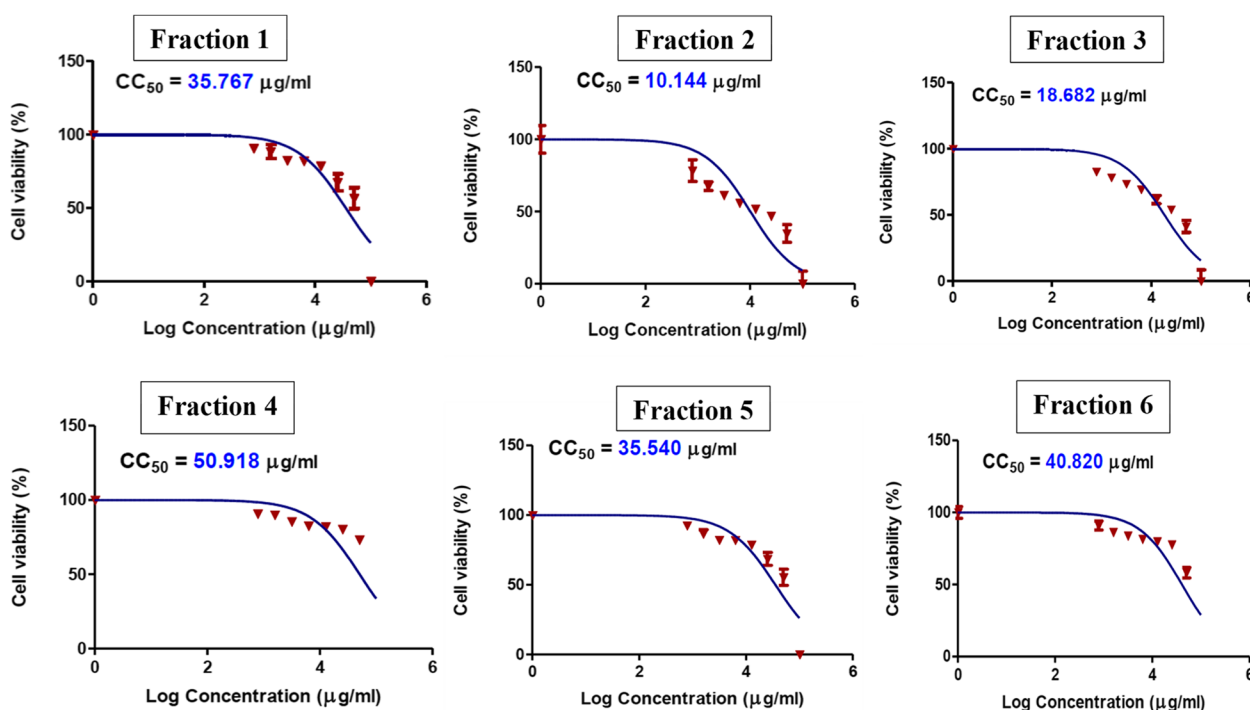 Fraction 1
CC50 = 35.767 μg/ml
Cell viability (%)
150
100
50
0
0 2 4 6
Log Concentration (μg/ml)
Fraction 2
CC50 = 10.144 μg/ml
Cell viability (%)
150
100
50
0
0 2 4 6
Log Concentration (μg/ml)
Fraction 3
CC50 = 18.682 μg/ml
Cell viability (%)
150
100
50
0
0 2 4 6
Log Concentration (μg/ml)
Fraction 4
CC50 = 50.918 μg/ml
Cell viability (%)
150
100
50
0
0 2 4 6
Log Concentration (μg/ml)
Fraction 5
CC50 = 35.540 μg/ml
Cell viability (%)
150
100
50
0
0 2 4 6
Log Concentration (μg/ml)
Fraction 6
CC50 = 40.820 μg/ml
Cell viability (%)
150
100
50
0
0 2 4 6
Log Concentration (μg/ml)